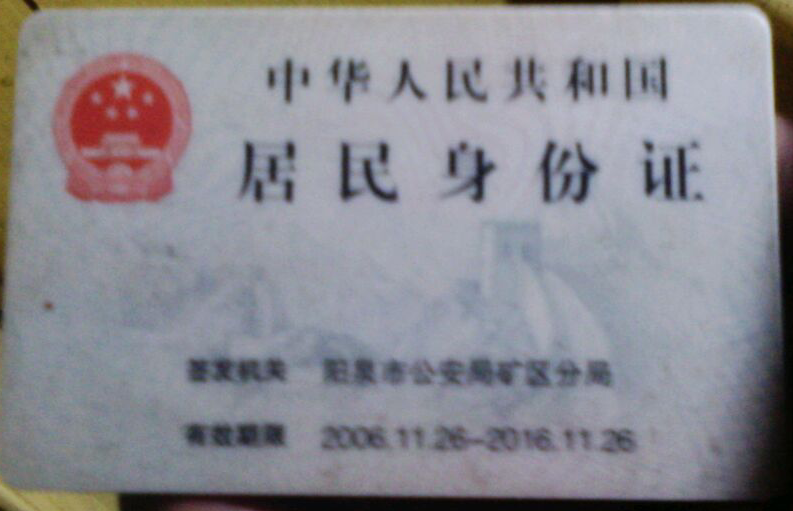 中华人民共和国
居民身份证
签发机关 阳泉市公安局矿区分局
有效期限 2006.11.26-2016.11.26